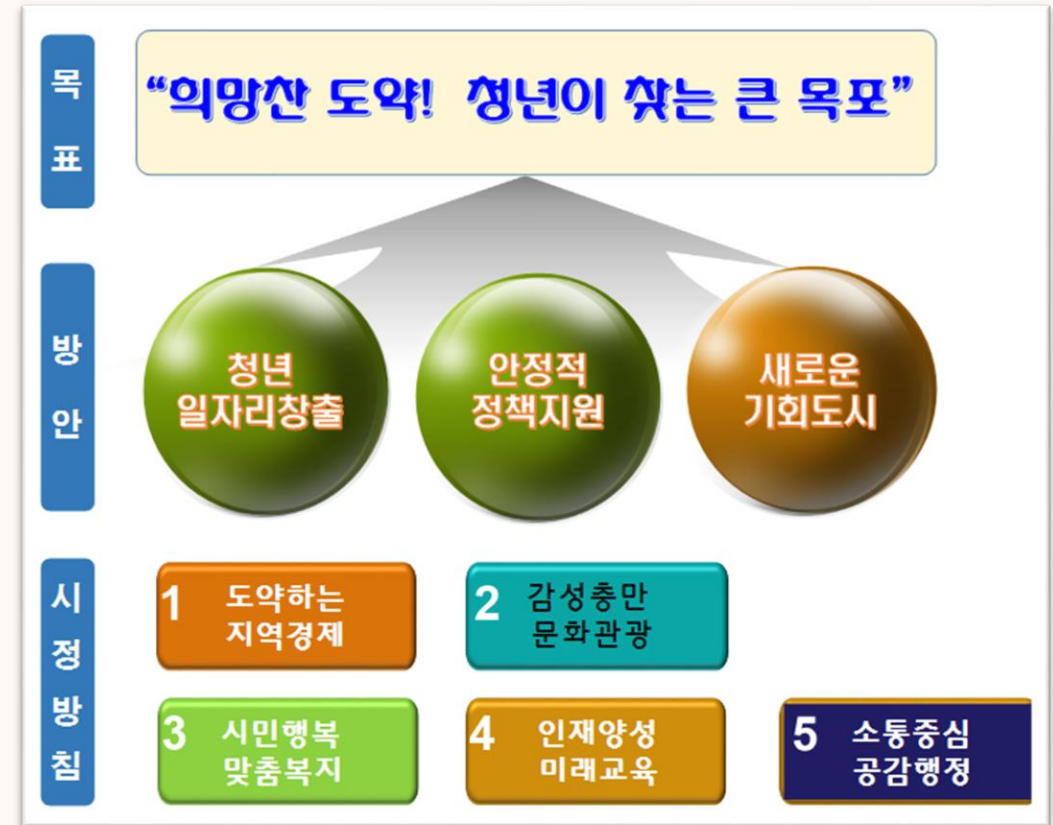 목표
“희망찬 도약! 청년이 찾는 큰 목포”
방안
청년
일자리창출
안정적
정책지원
새로운
기회도시
시정방침
1 도약하는
지역경제
2 감성충만
문화관광
3 시민행복
맞춤복지
4 인재양성
미래교육
5 소통중심
공감행정